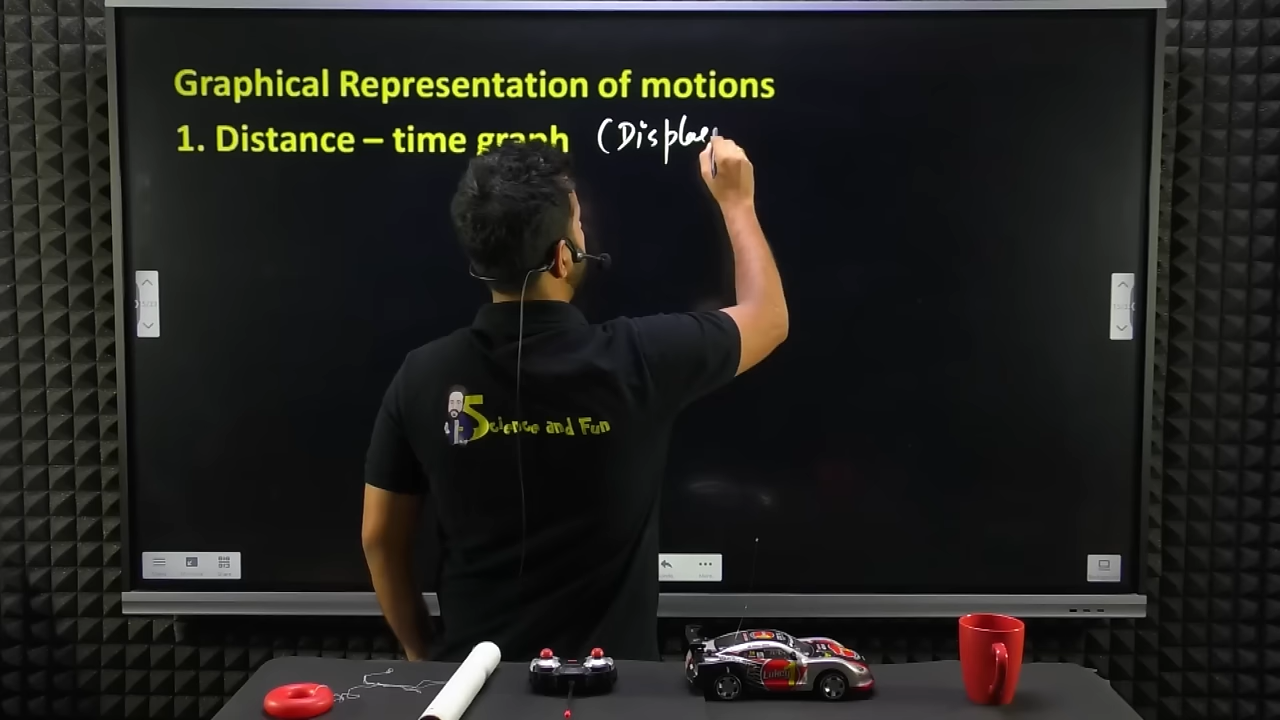 Graphical Representation of motions
1. Distance – time graph (Displac
Science and Fun